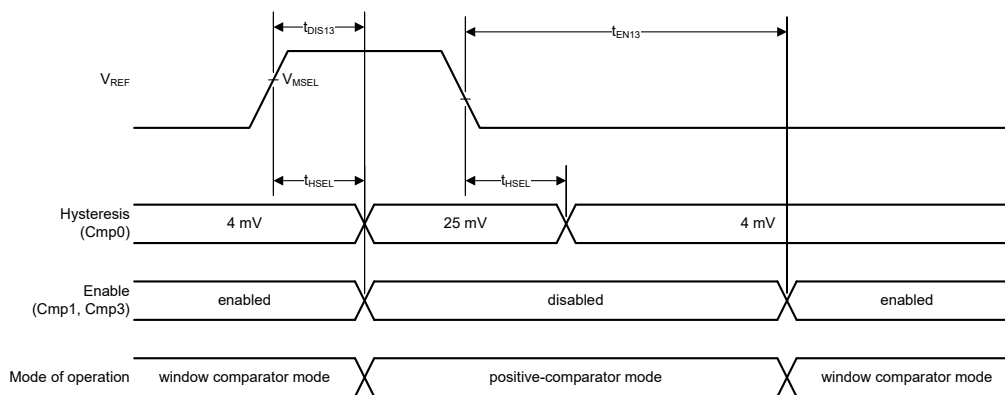 tDIS13
tEN13
VREF
VMSEL
tHSEL
tHSEL
Hysteresis
(Cmp0)
4 mV
25 mV
4 mV
Enable
(Cmp1, Cmp3)
enabled
disabled
enabled
Mode of operation
window comparator mode
positive-comparator mode
window comparator mode